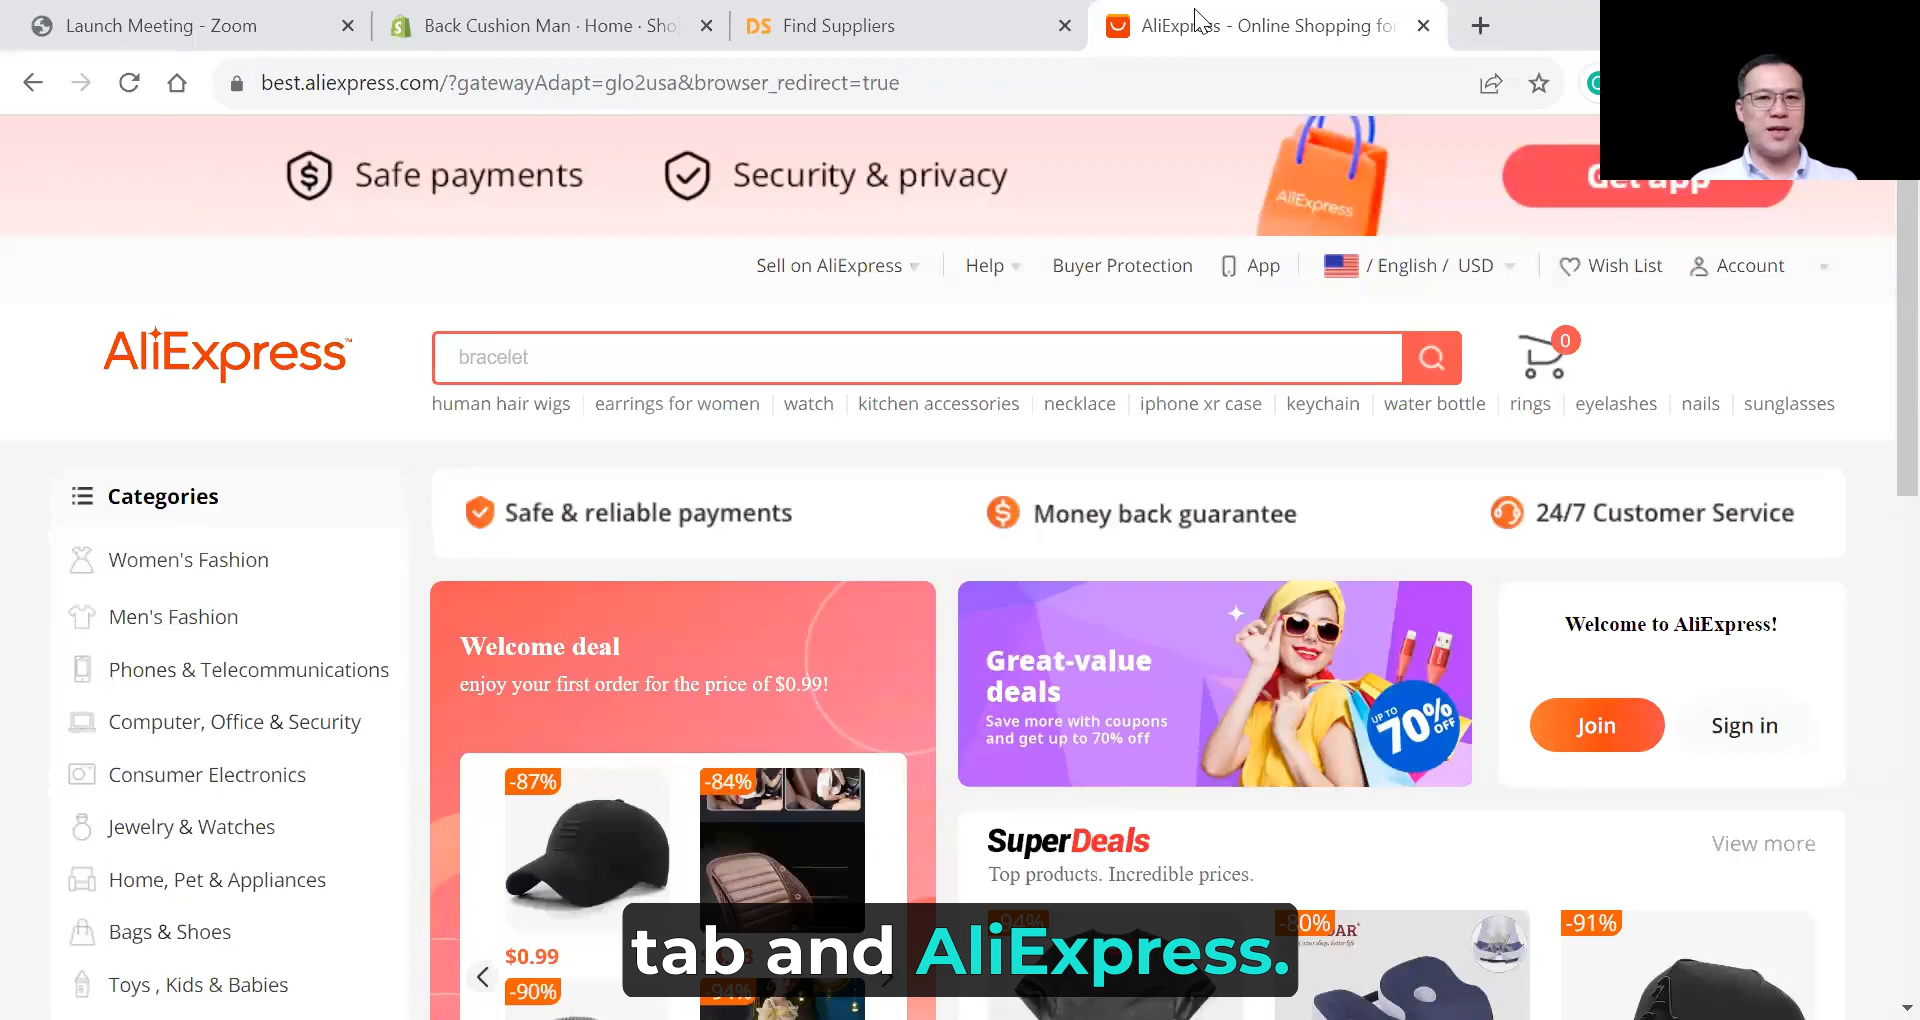 Launch Meeting - Zoom
Back Cushion Man · Home · Sho
DS Find Suppliers
AliExpress - Online Shopping for
best.aliexpress.com/?gatewayAdapt=glo2usa&browser_redirect=true
Safe payments
Security & privacy
AliExpress
Get app
Sell on AliExpress
Help
Buyer Protection
App
/ English / USD
Wish List
Account
AliExpress™
bracelet
0
human hair wigs
earrings for women
watch
kitchen accessories
necklace
iphone xr case
keychain
water bottle
rings
eyelashes
nails
sunglasses
Categories
Women's Fashion
Men's Fashion
Phones & Telecommunications
Computer, Office & Security
Consumer Electronics
Jewelry & Watches
Home, Pet & Appliances
Bags & Shoes
Toys , Kids & Babies
Safe & reliable payments
Money back guarantee
24/7 Customer Service
Welcome deal
enjoy your first order for the price of $0.99!
-87%
-84%
$0.99
-90%
-94%
Great-value
deals
Save more with coupons
and get up to 70% off
UP TO
70%
OFF
Welcome to AliExpress!
Join
Sign in
SuperDeals
View more
Top products. Incredible prices.
-94%
-80%
-91%
tab and AliExpress.